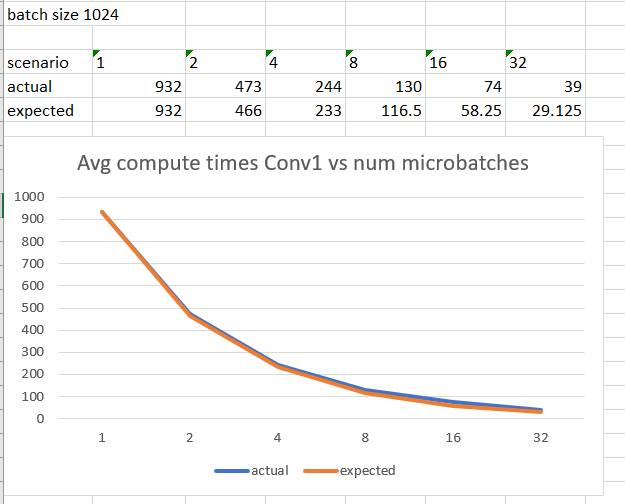 batch size 1024
scenario 1 2 4 8 16 32
actual 932 473 244 130 74 39
expected 932 466 233 116.5 58.25 29.125
Avg compute times Conv1 vs num microbatches
1000
900
800
700
600
500
400
300
200
100
0
1 2 4 8 16 32
actual expected